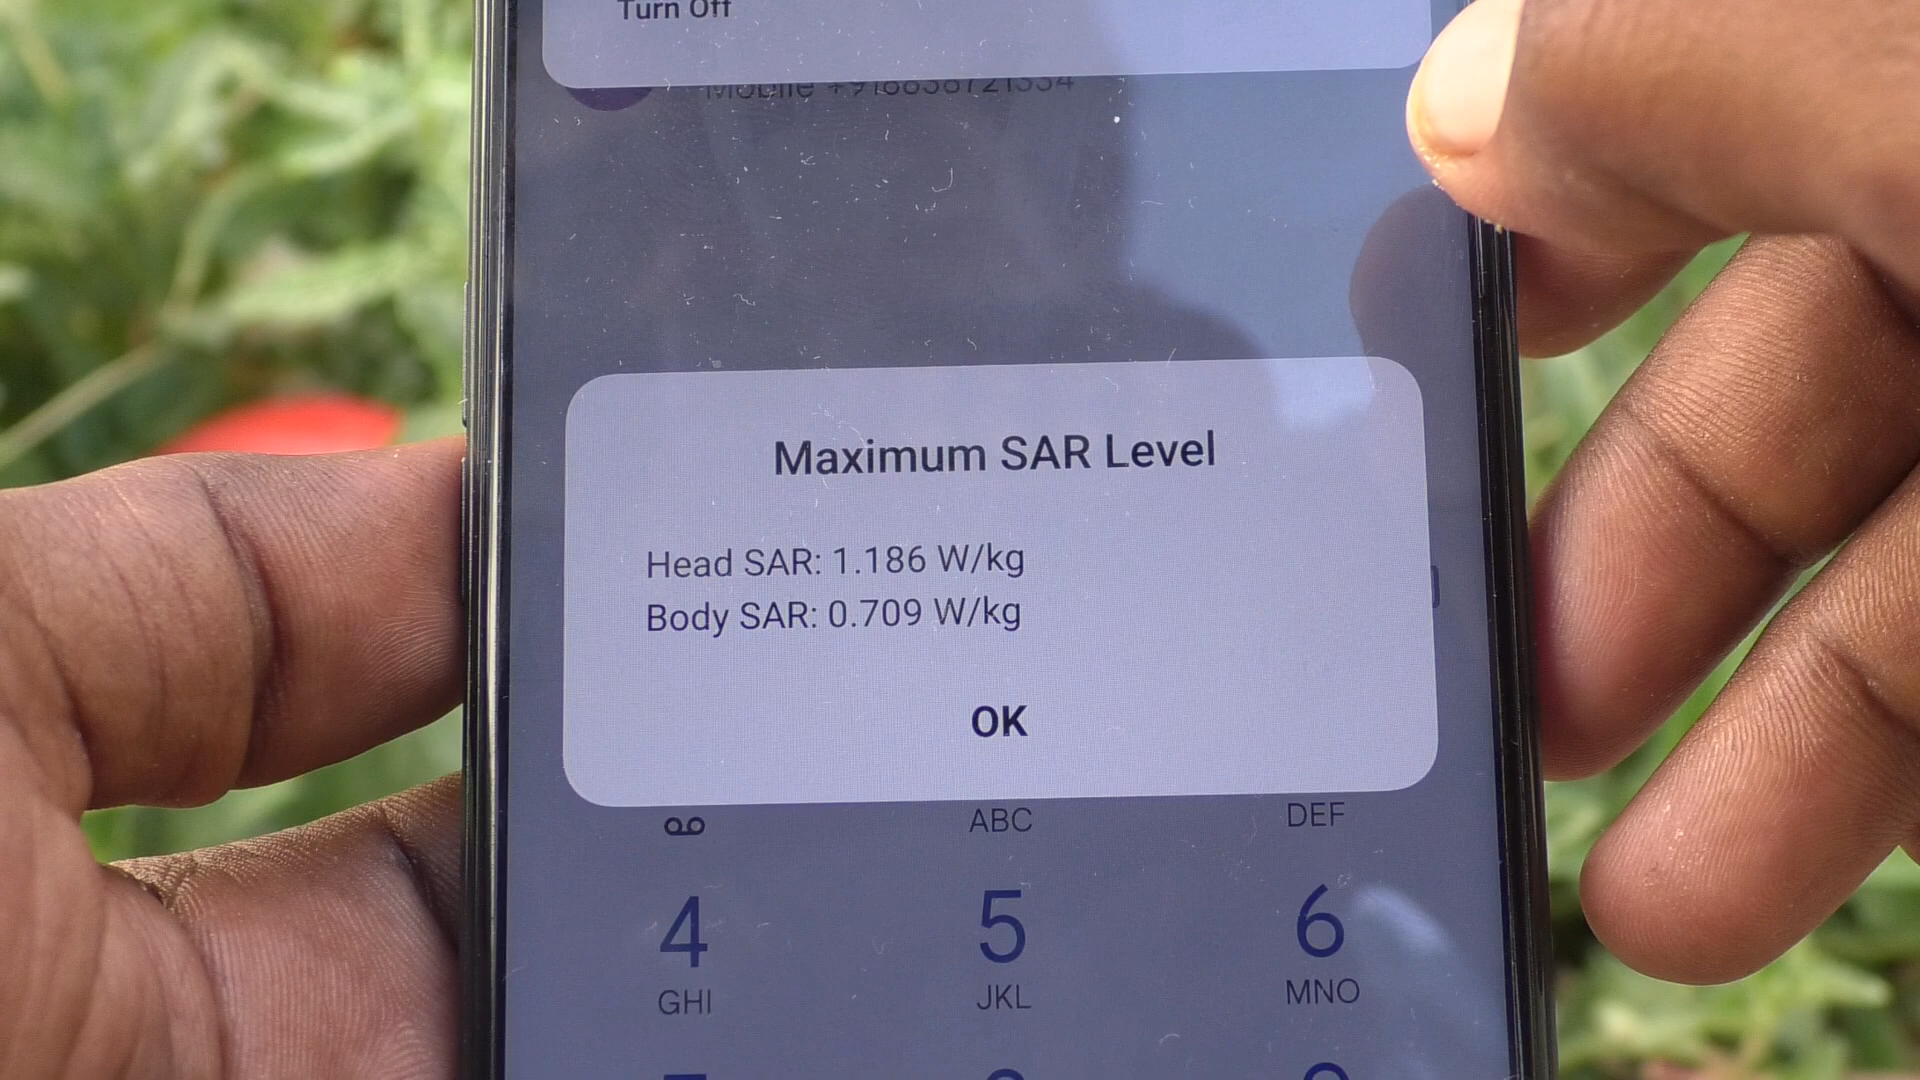 Turn Off
Mobile
Maximum SAR Level
Head SAR: 1.186 W/kg
Body SAR: 0.709 W/kg
OK
ABC
DEF
4
5
6
GHI
JKL
MNO